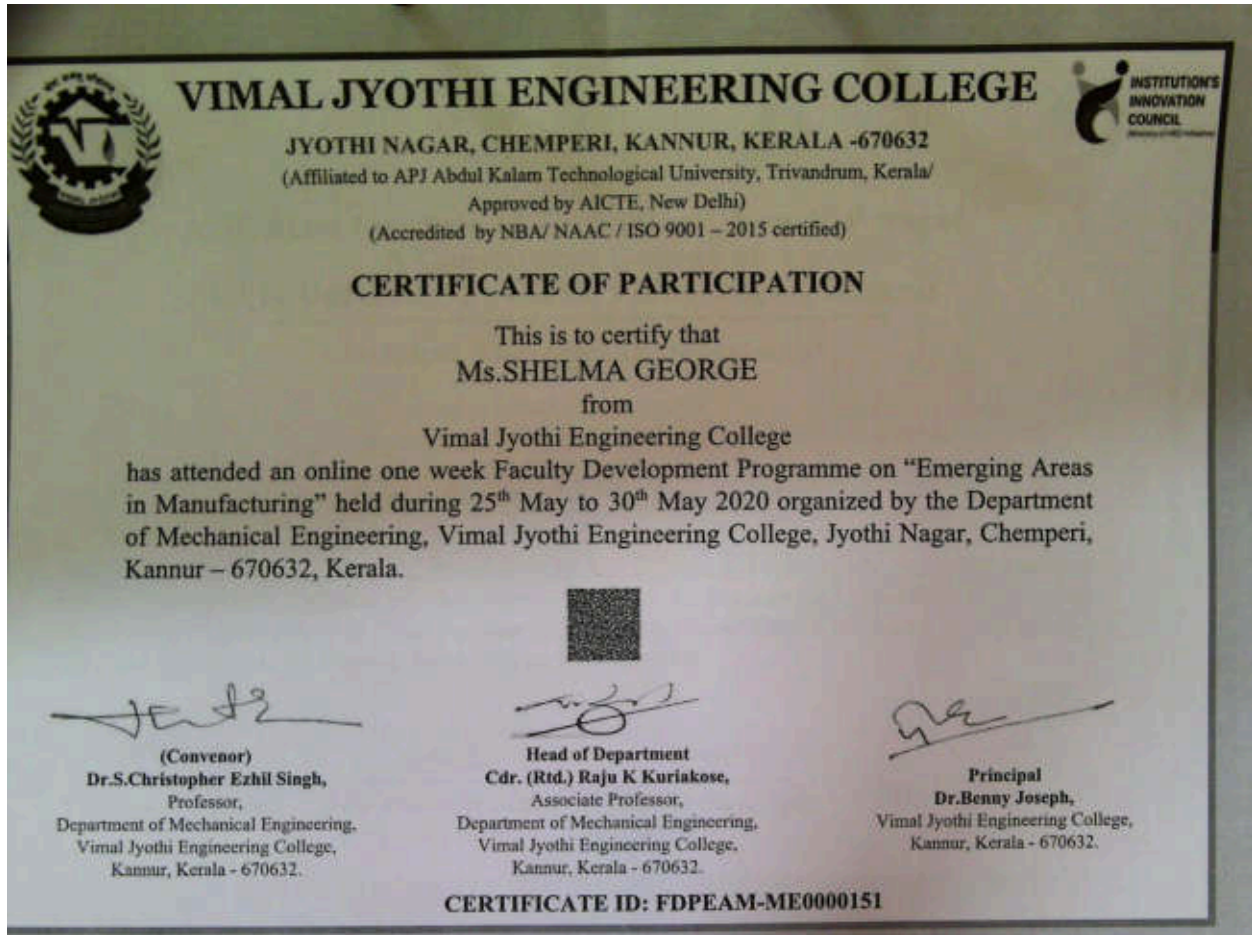 VIMAL JYOTHI ENGINEERING COLLEGE
INSTITUTION'S
INNOVATION
COUNCIL
JYOTHI NAGAR, CHEMPERI, KANNUR, KERALA -670632
(Affiliated to APJ Abdul Kalam Technological University, Trivandrum, Kerala/
Approved by AICTE, New Delhi)
(Accredited by NBA/ NAAC / ISO 9001 – 2015 certified)
CERTIFICATE OF PARTICIPATION
This is to certify that
Ms.SHELMA GEORGE
from
Vimal Jyothi Engineering College
has attended an online one week Faculty Development Programme on “Emerging Areas
in Manufacturing” held during 25th May to 30th May 2020 organized by the Department
of Mechanical Engineering, Vimal Jyothi Engineering College, Jyothi Nagar, Chemperi,
Kannur – 670632, Kerala.
(Convenor)
Dr.S.Christopher Ezhil Singh,
Professor,
Department of Mechanical Engineering,
Vimal Jyothi Engineering College,
Kannur, Kerala - 670632.
Head of Department
Cdr. (Rtd.) Raju K Kuriakose,
Associate Professor,
Department of Mechanical Engineering,
Vimal Jyothi Engineering College,
Kannur, Kerala - 670632.
Principal
Dr.Benny Joseph,
Vimal Jyothi Engineering College,
Kannur, Kerala - 670632.
CERTIFICATE ID: FDPEAM-ME0000151